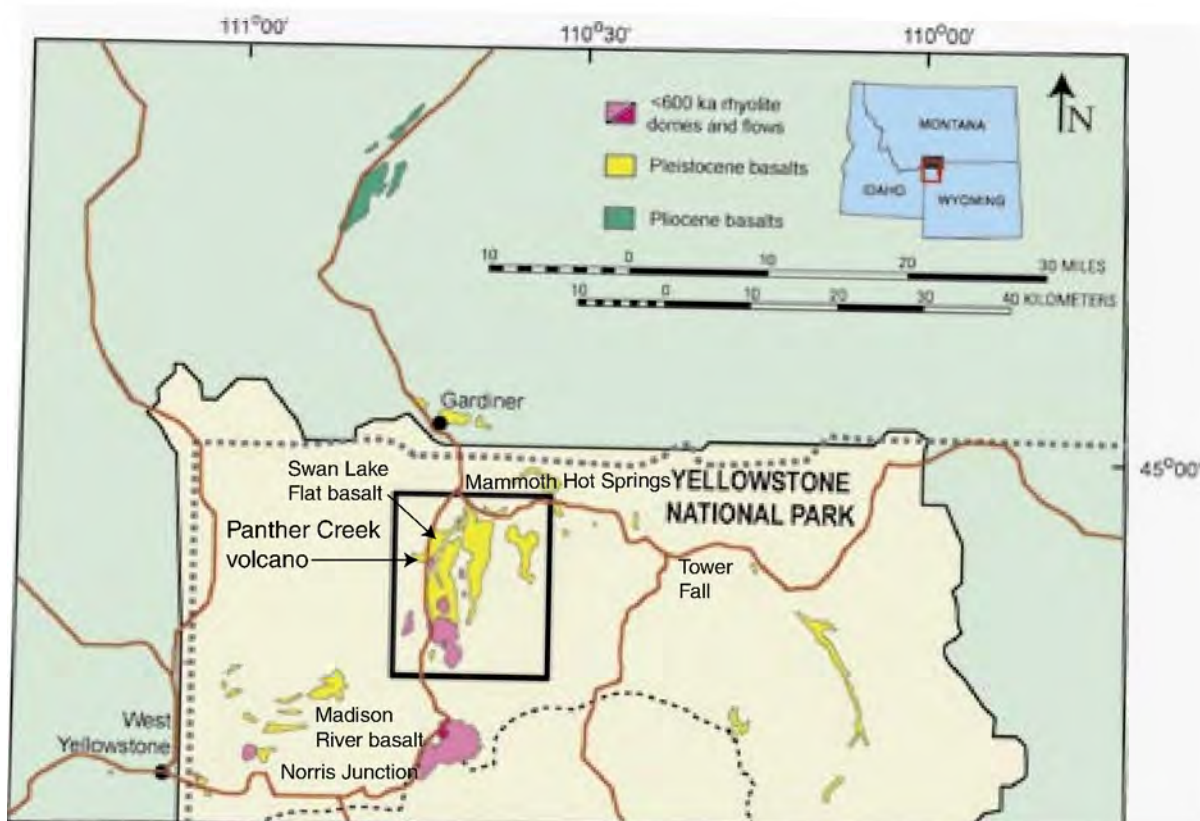 111°00'
110°30'
110°00'
<600 ka rhyolite
domes and flows
Pleistocene basalts
Pliocene basalts
N
MONTANA
IDAHO
WYOMING
10 0 10 20 30 MILES
10 0 10 20 30 40 KILOMETERS
Gardiner
45°00'
Swan Lake
Flat basalt
Mammoth Hot Springs
YELLOWSTONE
NATIONAL PARK
Panther Creek
volcano
Tower
Fall
West
Yellowstone
Madison
River basalt
Norris Junction